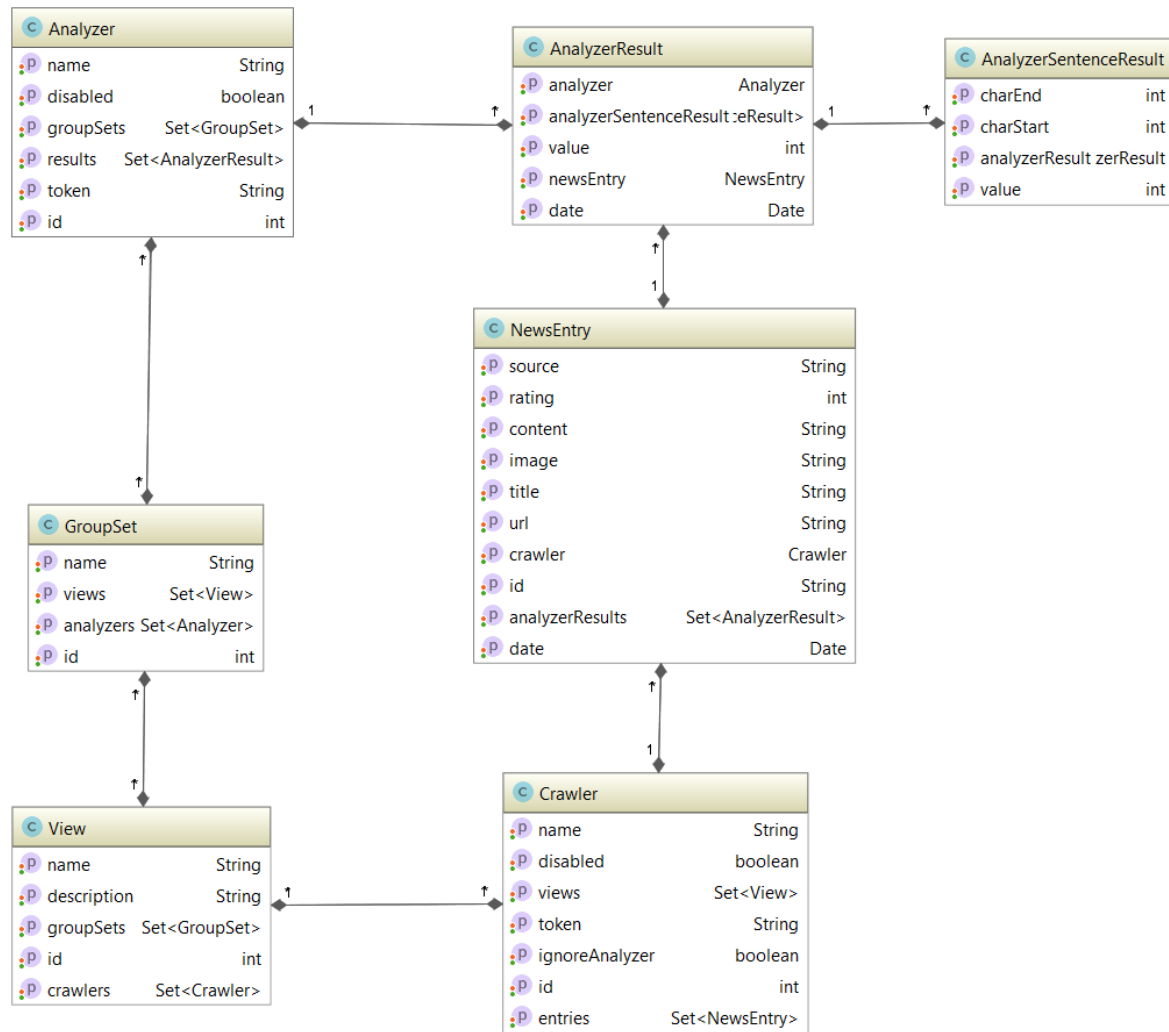 C Analyzer
p name String
p disabled boolean
p groupSets Set<GroupSet>
p results Set<AnalyzerResult>
p token String
p id int
C AnalyzerResult
p analyzer Analyzer
p analyzerSentenceResult :eResult>
p value int
p newsEntry NewsEntry
p date Date
C AnalyzerSentenceResult
p charEnd int
p charStart int
p analyzerResult zerResult
p value int
1 *
1 *
*
1
*
*
C NewsEntry
p source String
p rating int
p content String
p image String
p title String
p url String
p crawler Crawler
p id String
p analyzerResults Set<AnalyzerResult>
p date Date
C GroupSet
p name String
p views Set<View>
p analyzers Set<Analyzer>
p id int
*
*
*
1
C View
p name String
p description String
p groupSets Set<GroupSet>
p id int
p crawlers Set<Crawler>
* *
C Crawler
p name String
p disabled boolean
p views Set<View>
p token String
p ignoreAnalyzer boolean
p id int
p entries Set<NewsEntry>